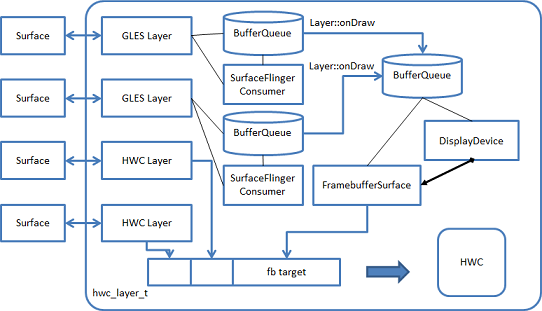 Surface
GLES Layer
BufferQueue
Layer::onDraw
SurfaceFlinger
Consumer
Layer::onDraw
BufferQueue
Surface
GLES Layer
BufferQueue
DisplayDevice
Surface
HWC Layer
SurfaceFlinger
Consumer
FramebufferSurface
Surface
HWC Layer
fb target
HWC
hwc_layer_t